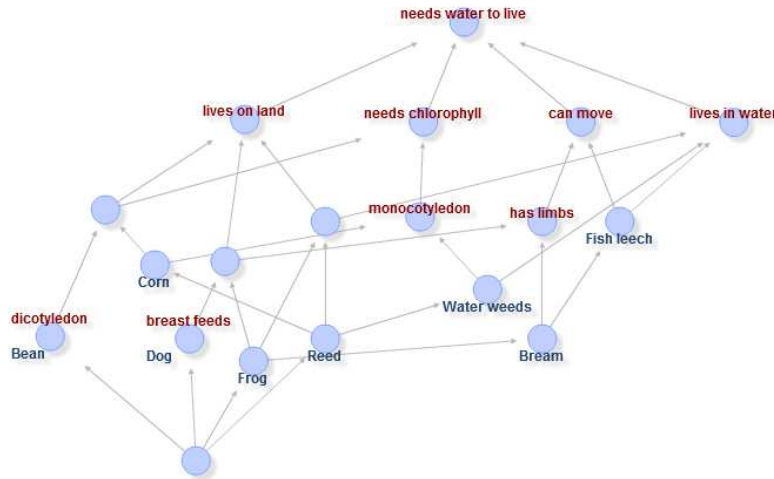 needs water to live
lives on land
needs chlorophyll
can move
lives in water
monocotyledon
has limbs
Fish leech
Corn
Water weeds
dicotyledon
breast feeds
Bean
Dog
Frog
Reed
Bream